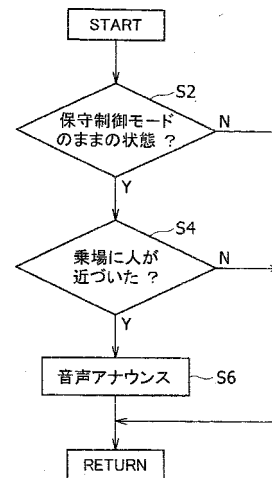 START
S2
保守制御モード
のままの状態 ?
N
Y
S4
乗場に人が
近づいた ?
N
Y
音声アナウンス
S6
RETURN